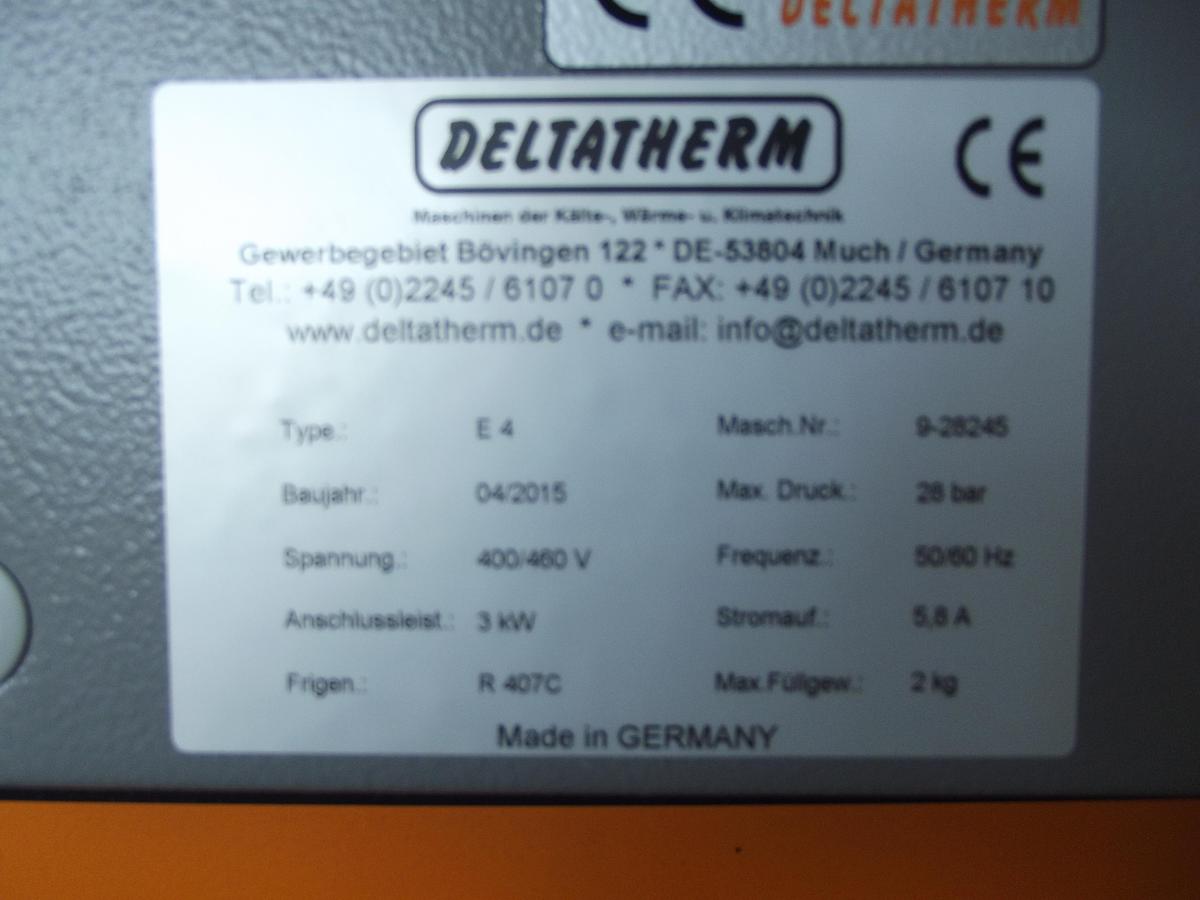 CE DELTATHERM
DELTATHERM CE
Maschinen der Kälte-, Wärme- u. Klimatechnik
Gewerbegebiet Bövingen 122 * DE-53804 Much / Germany
Tel.: +49 (0)2245 / 6107 0 * FAX: +49 (0)2245 / 6107 10
www.deltatherm.de * e-mail: info@deltatherm.de
Type.: E 4 Masch.Nr.: 9-28245
Baujahr.: 04/2015 Max. Druck.: 28 bar
Spannung.: 400/460 V Frequenz.: 50/60 Hz
Anschlussleist.: 3 kW Stromauf.: 5,8 A
Frigen.: R 407C Max.Füllgew.: 2 kg
Made in GERMANY